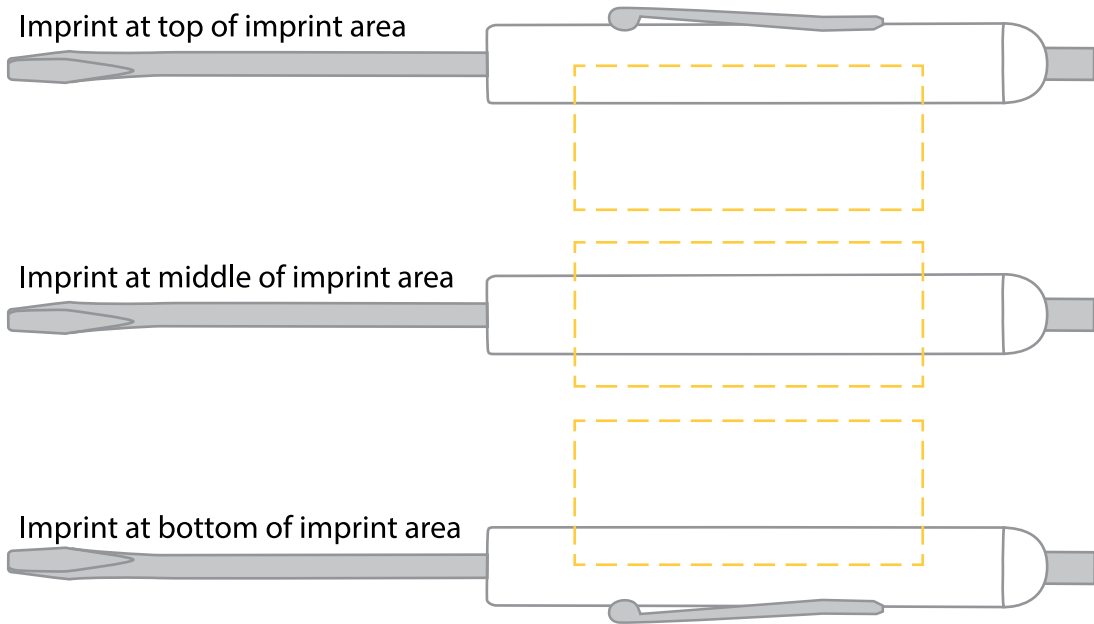 Imprint at top of imprint area
Imprint at middle of imprint area
Imprint at bottom of imprint area